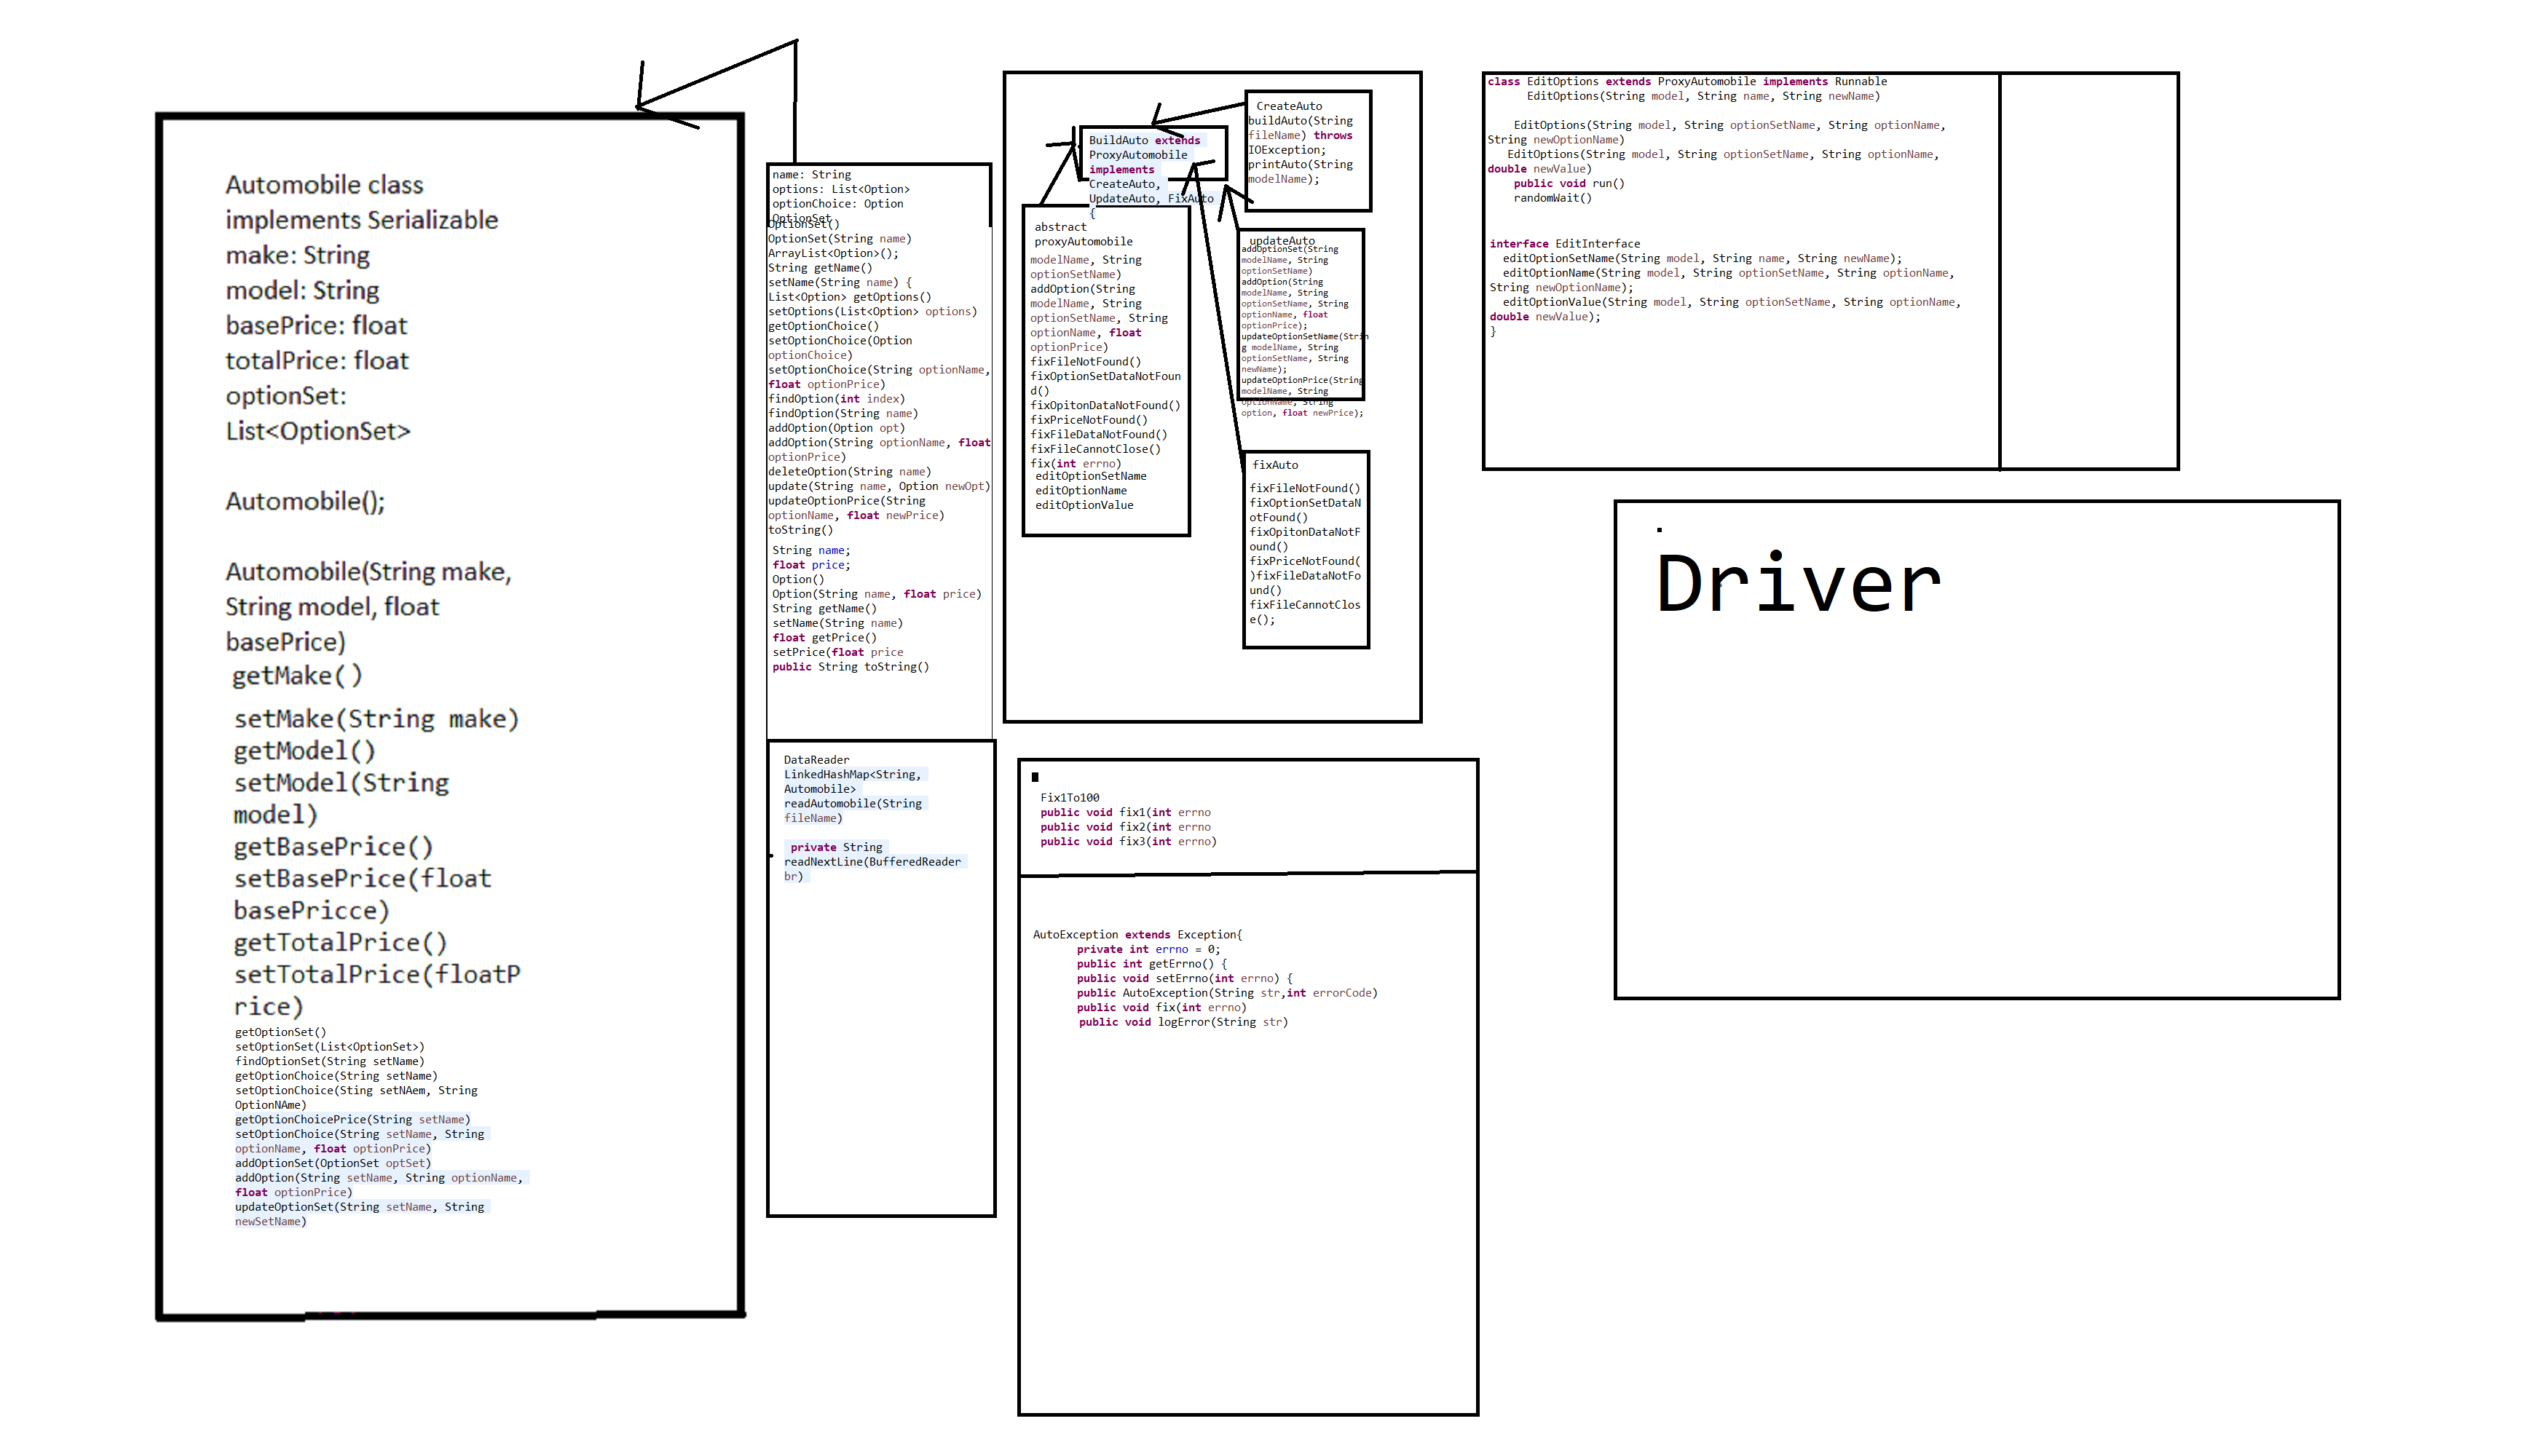 Automobile class
implements Serializable
make: String
model: String
basePrice: float
totalPrice: float
optionSet:
List<OptionSet>
Automobile();
Automobile(String make,
String model, float
basePrice)
getMake()
setMake(String make)
getModel()
setModel(String
model)
getBasePrice()
setBasePrice(float
basePricce)
getTotalPrice()
setTotalPrice(floatP
rice)
getOptionSet()
setOptionSet(List<OptionSet>)
findOptionSet(String setName)
getOptionChoice(String setName)
setOptionChoice(Sting setNAem, String
OptionNAme)
getOptionChoicePrice(String setName)
setOptionChoice(String setName, String
optionName, float optionPrice)
addOptionSet(OptionSet optSet)
addOption(String setName, String optionName,
float optionPrice)
updateOptionSet(String setName, String
newSetName)
name: String
options: List<Option>
optionChoice: Option
OptionSet
OptionSet()
OptionSet(String name)
ArrayList<Option>();
String getName()
setName(String name) {
List<Option> getOptions()
setOptions(List<Option> options)
getOptionChoice()
setOptionChoice(Option
optionChoice)
setOptionChoice(String optionName,
float optionPrice)
findOption(int index)
findOption(String name)
addOption(Option opt)
addOption(String optionName, float
optionPrice)
deleteOption(String name)
update(String name, Option newOpt)
updateOptionPrice(String
optionName, float newPrice)
toString()
String name;
float price;
Option()
Option(String name, float price)
String getName()
setName(String name)
float getPrice()
setPrice(float price
public String toString()
DataReader
LinkedHashMap<String,
Automobile>
readAutomobile(String
fileName)
private String
readNextLine(BufferedReader
br)
BuildAuto extends
ProxyAutomobile
implements
CreateAuto,
UpdateAuto, FixAuto
{
CreateAuto
buildAuto(String
fileName) throws
IOException;
printAuto(String
modelName);
abstract
proxyAutomobile
modelName, String
optionSetName)
addOption(String
modelName, String
optionSetName, String
optionName, float
optionPrice)
fixFileNotFound()
fixOptionSetDataNotFoun
d()
fixOpitonDataNotFound()
fixPriceNotFound()
fixFileDataNotFound()
fixFileCannotClose()
fix(int errno)
editOptionSetName
editOptionName
editOptionValue
updateAuto
addOptionSet(String
modelName, String
optionSetName)
addOption(String
modelName, String
optionSetName, String
optionName, float
optionPrice);
updateOptionSetName(Strin
g modelName, String
optionSetName, String
newName);
updateOptionPrice(String
modelName, String
optionName, String
option, float newPrice);
fixAuto
fixFileNotFound()
fixOptionSetDataN
otFound()
fixOpitonDataNotF
ound()
fixPriceNotFound(
)fixFileDataNotFo
und()
fixFileCannotClos
e();
Fix1To100
public void fix1(int errno
public void fix2(int errno
public void fix3(int errno)
AutoException extends Exception{
private int errno = 0;
public int getErrno() {
public void setErrno(int errno) {
public AutoException(String str,int errorCode)
public void fix(int errno)
public void logError(String str)
class EditOptions extends ProxyAutomobile implements Runnable
EditOptions(String model, String name, String newName)
EditOptions(String model, String optionSetName, String optionName,
String newOptionName)
EditOptions(String model, String optionSetName, String optionName,
double newValue)
public void run()
randomWait()
interface EditInterface
editOptionSetName(String model, String name, String newName);
editOptionName(String model, String optionSetName, String optionName,
String newOptionName);
editOptionValue(String model, String optionSetName, String optionName,
double newValue);
}
Driver